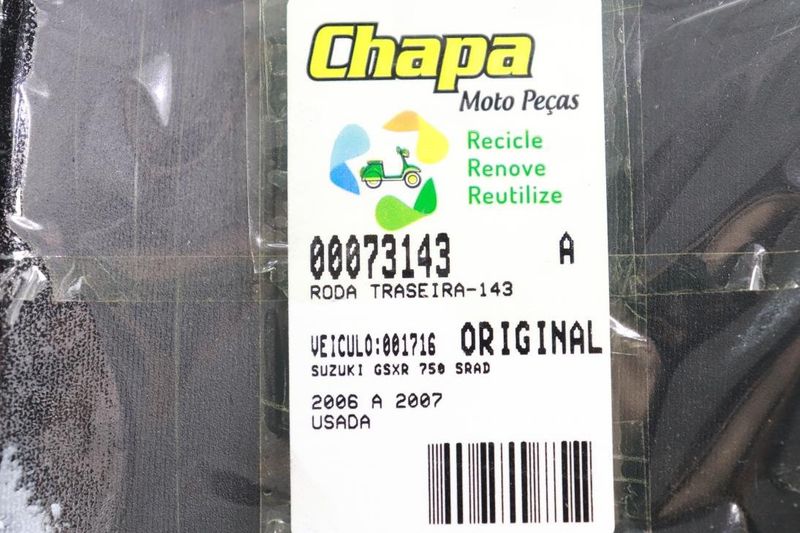 Chapa
Moto Peças
Recicle
Renove
Reutilize
00073143 A
RODA TRASEIRA-143
VEICULO:001716 ORIGINAL
SUZUKI GSXR 750 SRAD
2006 A 2007
USADA